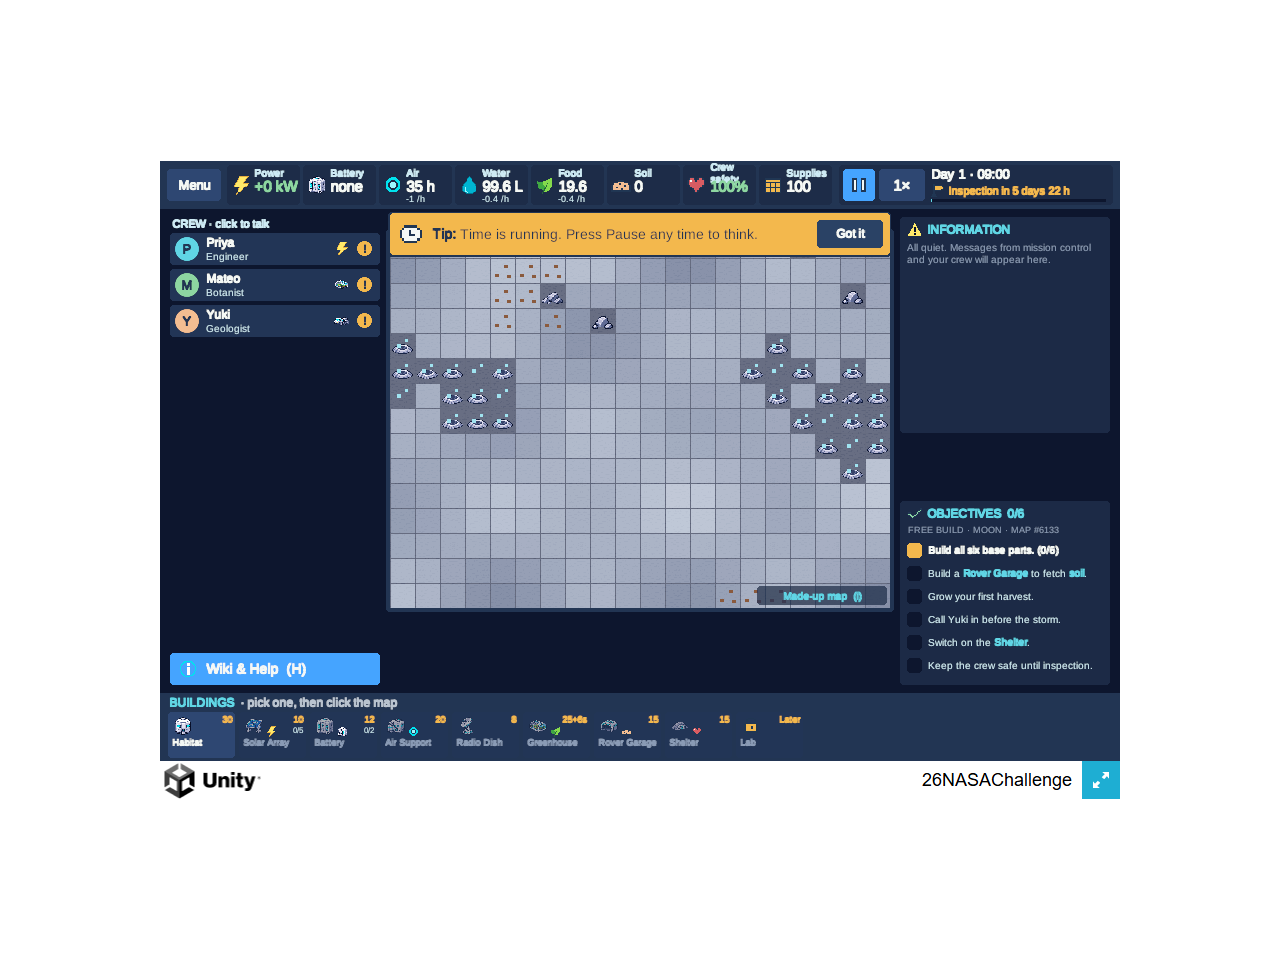 Menu
Power
+0 kW
Battery
none
Air
35 h
-1 /h
Water
99.6 L
-0.4 /h
Food
19.6
-0.4 /h
Soil
0
Crew safety
100%
Supplies
100
1×
Day 1 · 09:00
Inspection in 5 days 22 h
CREW · click to talk
P
Priya
Engineer
!
M
Mateo
Botanist
!
Y
Yuki
Geologist
!
Tip: Time is running. Press Pause any time to think.
Got it
INFORMATION
All quiet. Messages from mission control
and your crew will appear here.
Made-up map (I)
OBJECTIVES 0/6
FREE BUILD · MOON · MAP #6133
Build all six base parts. (0/6)
Build a Rover Garage to fetch soil.
Grow your first harvest.
Call Yuki in before the storm.
Switch on the Shelter.
Keep the crew safe until inspection.
Wiki & Help (H)
BUILDINGS · pick one, then click the map
30
Habitat
10
0/5
Solar Array
12
0/2
Battery
20
Air Support
8
Radio Dish
25+6s
Greenhouse
15
Rover Garage
15
Shelter
Later
Lab
Unity
26NASAChallenge